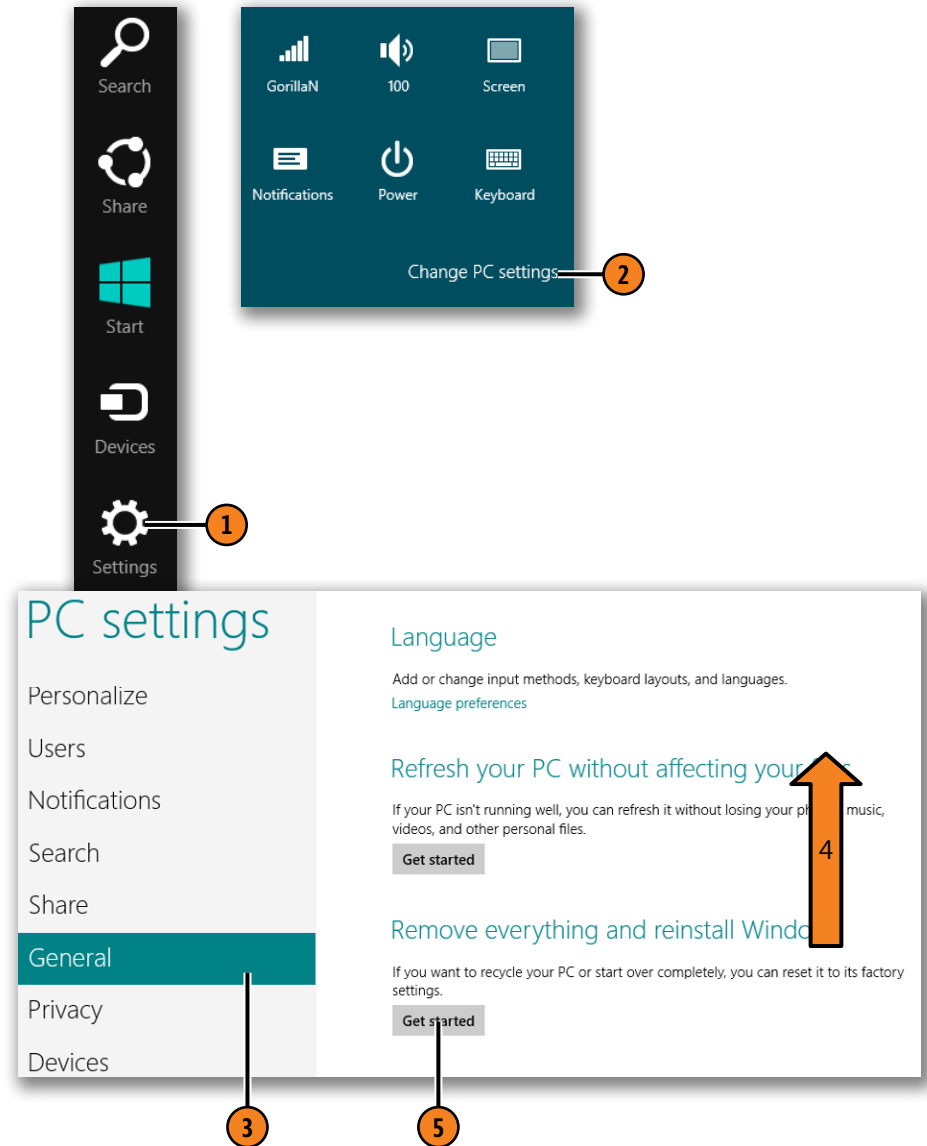 Search
Share
Start
Devices
Settings
1
GorillaN
100
Screen
Notifications
Power
Keyboard
Change PC settings
2
PC settings
Personalize
Users
Notifications
Search
Share
General
Privacy
Devices
3
Language
Add or change input methods, keyboard layouts, and languages.
Language preferences
Refresh your PC without affecting your
If your PC isn't running well, you can refresh it without losing your music,
videos, and other personal files.
Get started
4
Remove everything and reinstall
If you want to recycle your PC or start over completely, you can reset it to its factory
settings.
Get started
5